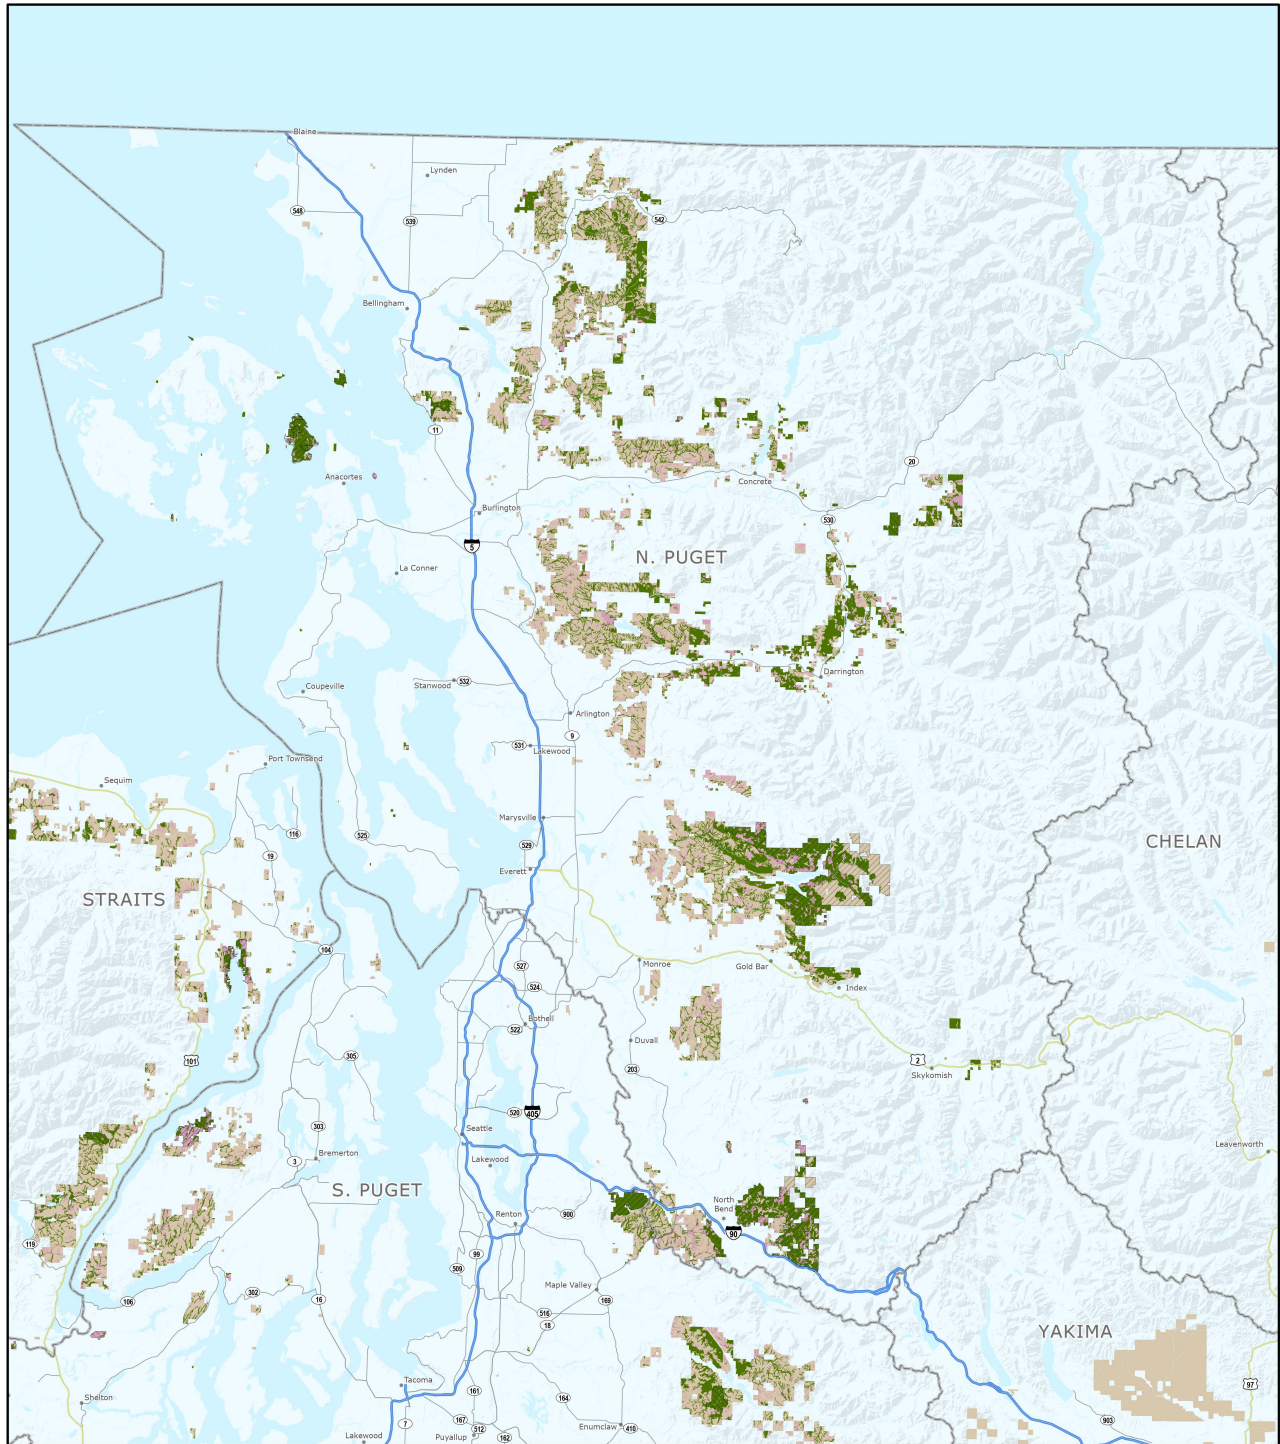 Blaine
Lynden
548
539
542
Bellingham
11
20
Anacortes
Concrete
Burlington
530
5
N. PUGET
La Conner
Darrington
Coupeville
Stanwood
532
Arlington
9
531
Lakewood
Port Townsend
Sequim
116
525
Marysville
529
19
Everett
CHELAN
STRAITS
104
527
Monroe
Gold Bar
524
Index
Bothell
522
305
101
Duvall
2
203
Skykomish
520
405
303
Seattle
Leavenworth
3
Bremerton
Lakewood
S. PUGET
North
Bend
Renton
900
119
90
99
509
Maple Valley
302
106
16
169
516
18
YAKIMA
Tacoma
97
161
Shelton
164
903
167
7
512
Enumclaw
410
Lakewood
Puyallup
162